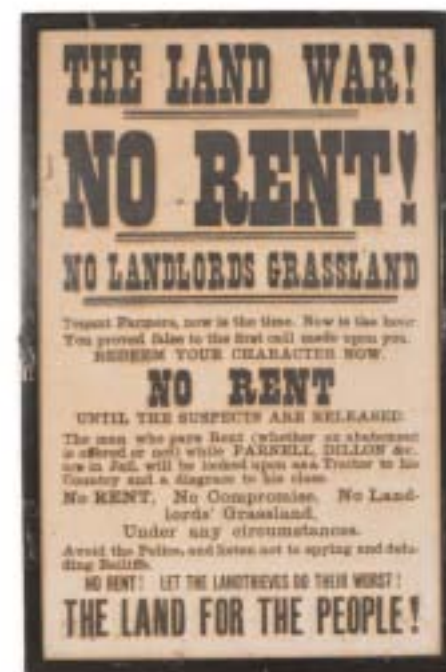 THE LAND WAR!
NO RENT!
NO LANDLORDS GRASSLAND
Tenant Farmers, now is the time. Now is the hour
You proved false to the first call made upon you.
REDEEM YOUR CHARACTER NOW.
NO RENT
UNTIL THE SUSPECTS ARE RELEASED.
The man who pays Rent (whether an abatement
is offered or not) while PARNELL, DILLON &c.
are in Jail, will be looked upon as a Traitor to his
Country and a disgrace to his class.
No RENT, No Compromise, No Land-
lords' Grassland,
Under any circumstances.
Avoid the Police, and listen not to spying and delu-
ding Bailiffs.
NO RENT! LET THE LANDTHIEVES DO THEIR WORST!
THE LAND FOR THE PEOPLE!